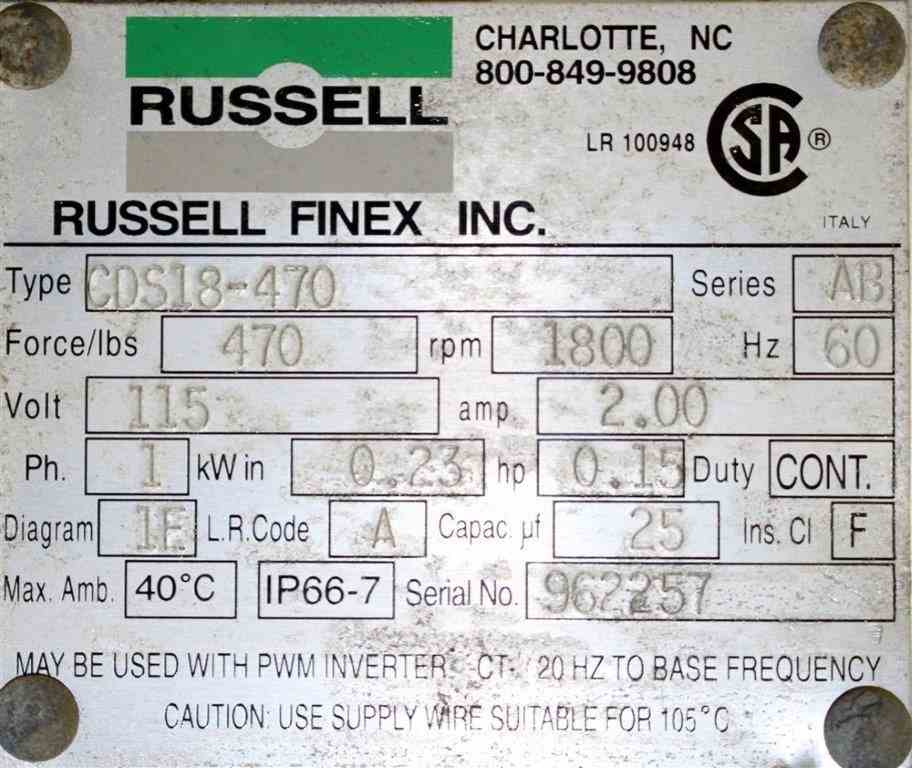 CHARLOTTE, NC
800-849-9808
RUSSELL
LR 100948 CSA ®
RUSSELL FINEX INC.
ITALY
Type CDS18-470 Series AB
Force/lbs 470 rpm 1800 Hz 60
Volt 115 amp. 2.00
Ph. 1 kW in 0.23 hp 0.15 Duty CONT.
Diagram 1E L.R.Code A Capac. µf 25 Ins. Cl F
Max. Amb. 40°C IP66-7 Serial No. 962257
MAY BE USED WITH PWM INVERTER -CT- 20 HZ TO BASE FREQUENCY
CAUTION: USE SUPPLY WIRE SUITABLE FOR 105°C